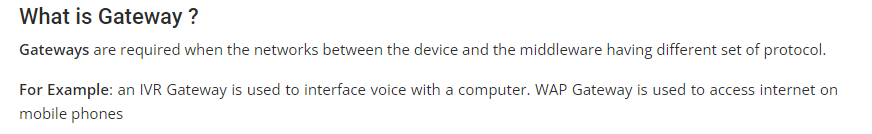 What is Gateway ?
Gateways are required when the networks between the device and the middleware having different set of protocol.
For Example: an IVR Gateway is used to interface voice with a computer. WAP Gateway is used to access internet on
mobile phones